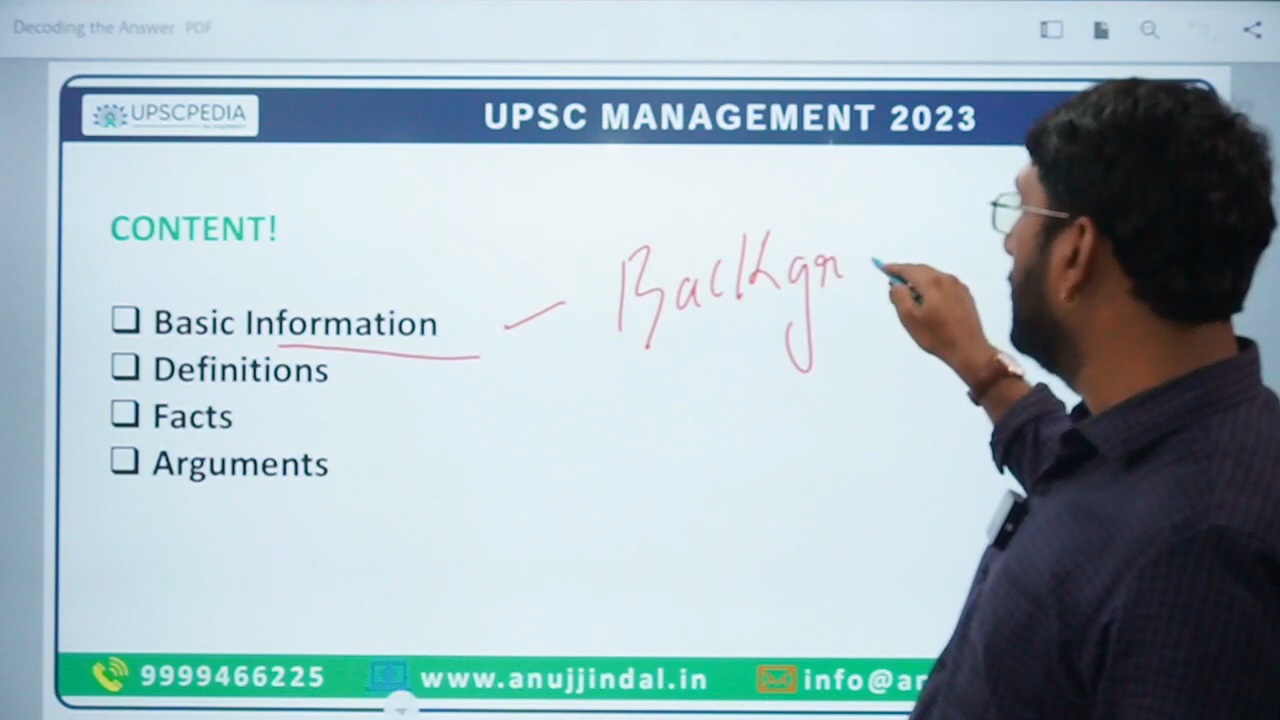 Decoding the Answer PDF
UPSCPEDIA
UPSC MANAGEMENT 2023
CONTENT!
Backgr
❑ Basic Information
❑ Definitions
❑ Facts
❑ Arguments
9999466225
www.anujjindal.in
info@an